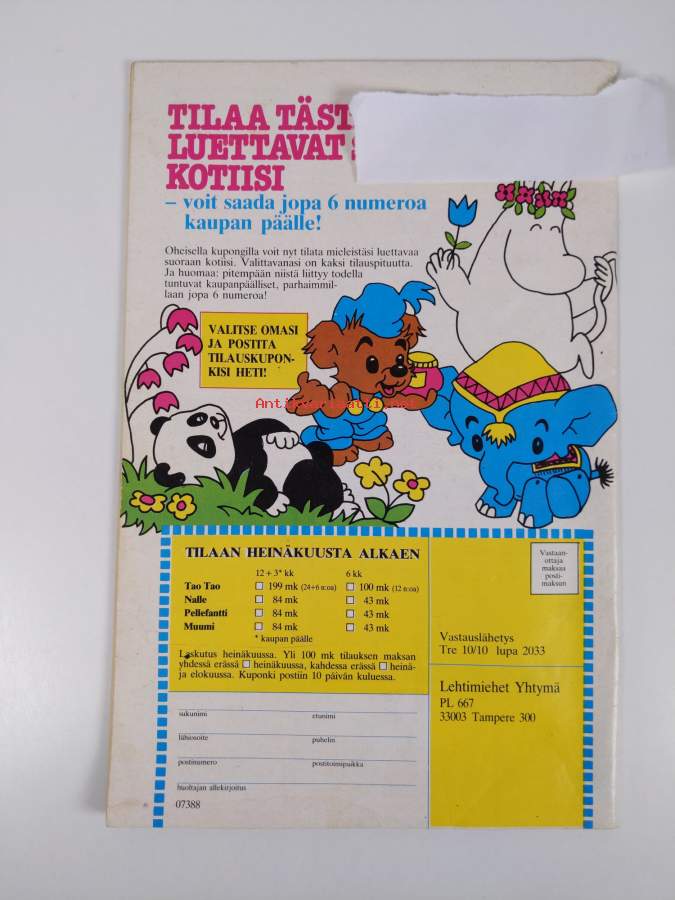 TILAA TÄST
LUETTAVAT
KOTIISI
– voit saada jopa 6 numeroa
kaupan päälle!
Oheisella kupongilla voit nyt tilata mieleistäsi luettavaa
suoraan kotiisi. Valittavanasi on kaksi tilauspituutta.
Ja huomaa: pitempään niistä liittyy todella
tuntuvat kaupanpäälliset, parhaimmil-
laan jopa 6 numeroa!
VALITSE OMASI
JA POSTITA
TILAUSKUPON-
KISI HETI!
Antikvariaatti.net
TILAAN HEINÄKUUSTA ALKAEN
12 + 3* kk 6 kk
Tao Tao 199 mk (24+6 n:oa) 100 mk (12 n:oa)
Nalle 84 mk 43 mk
Pellefantti 84 mk 43 mk
Muumi 84 mk 43 mk
* kaupan päälle
Laskutus heinäkuussa. Yli 100 mk tilauksen maksan
yhdessä erässä heinäkuussa, kahdessa erässä heinä-
ja elokuussa. Kuponki postiin 10 päivän kuluessa.
sukunimi etunimi
lähiosoite puhelin
postinumero postitoimipaikka
huoltajan allekirjoitus
07388
Vastaan-
ottaja
maksaa
posti-
maksun
Vastauslähetys
Tre 10/10 lupa 2033
Lehtimiehet Yhtymä
PL 667
33003 Tampere 300